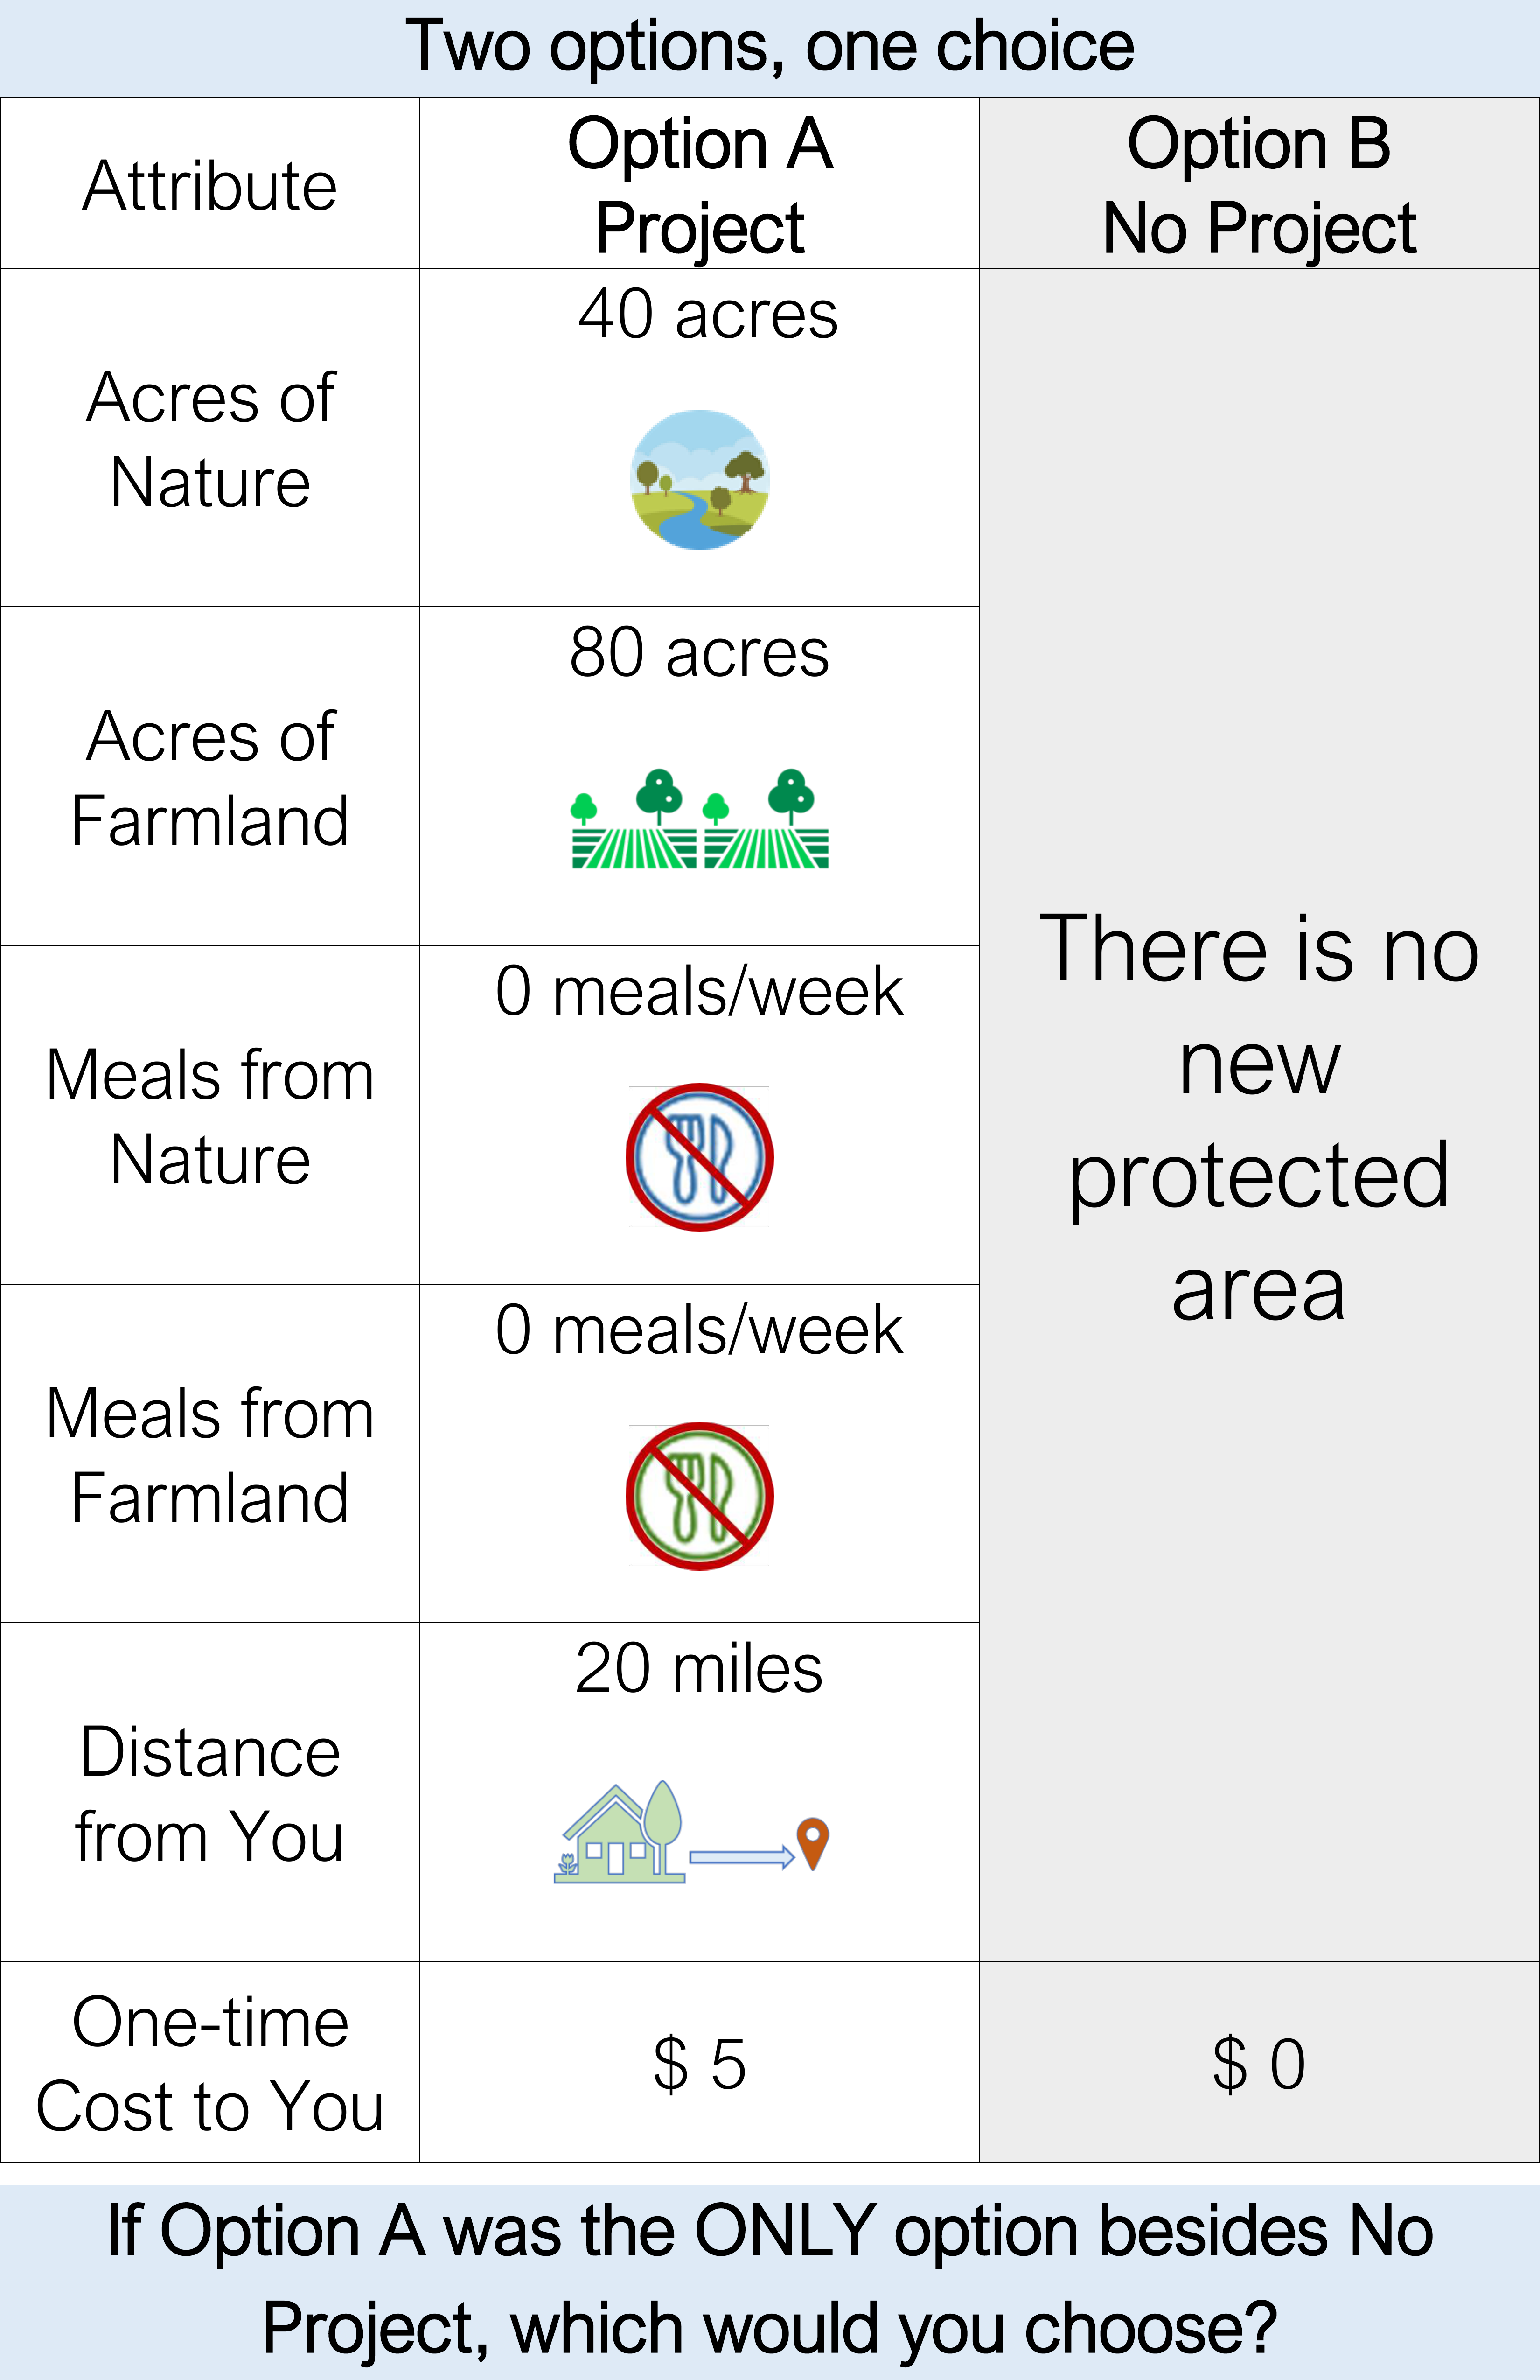 Two options, one choice
Attribute
Option A
Project
Option B
No Project
Acres of
Nature
40 acres
Acres of
Farmland
80 acres
Meals from
Nature
0 meals/week
Meals from
Farmland
0 meals/week
Distance
from You
20 miles
There is no
new
protected
area
One-time
Cost to You
$ 5
$ 0
If Option A was the ONLY option besides No
Project, which would you choose?